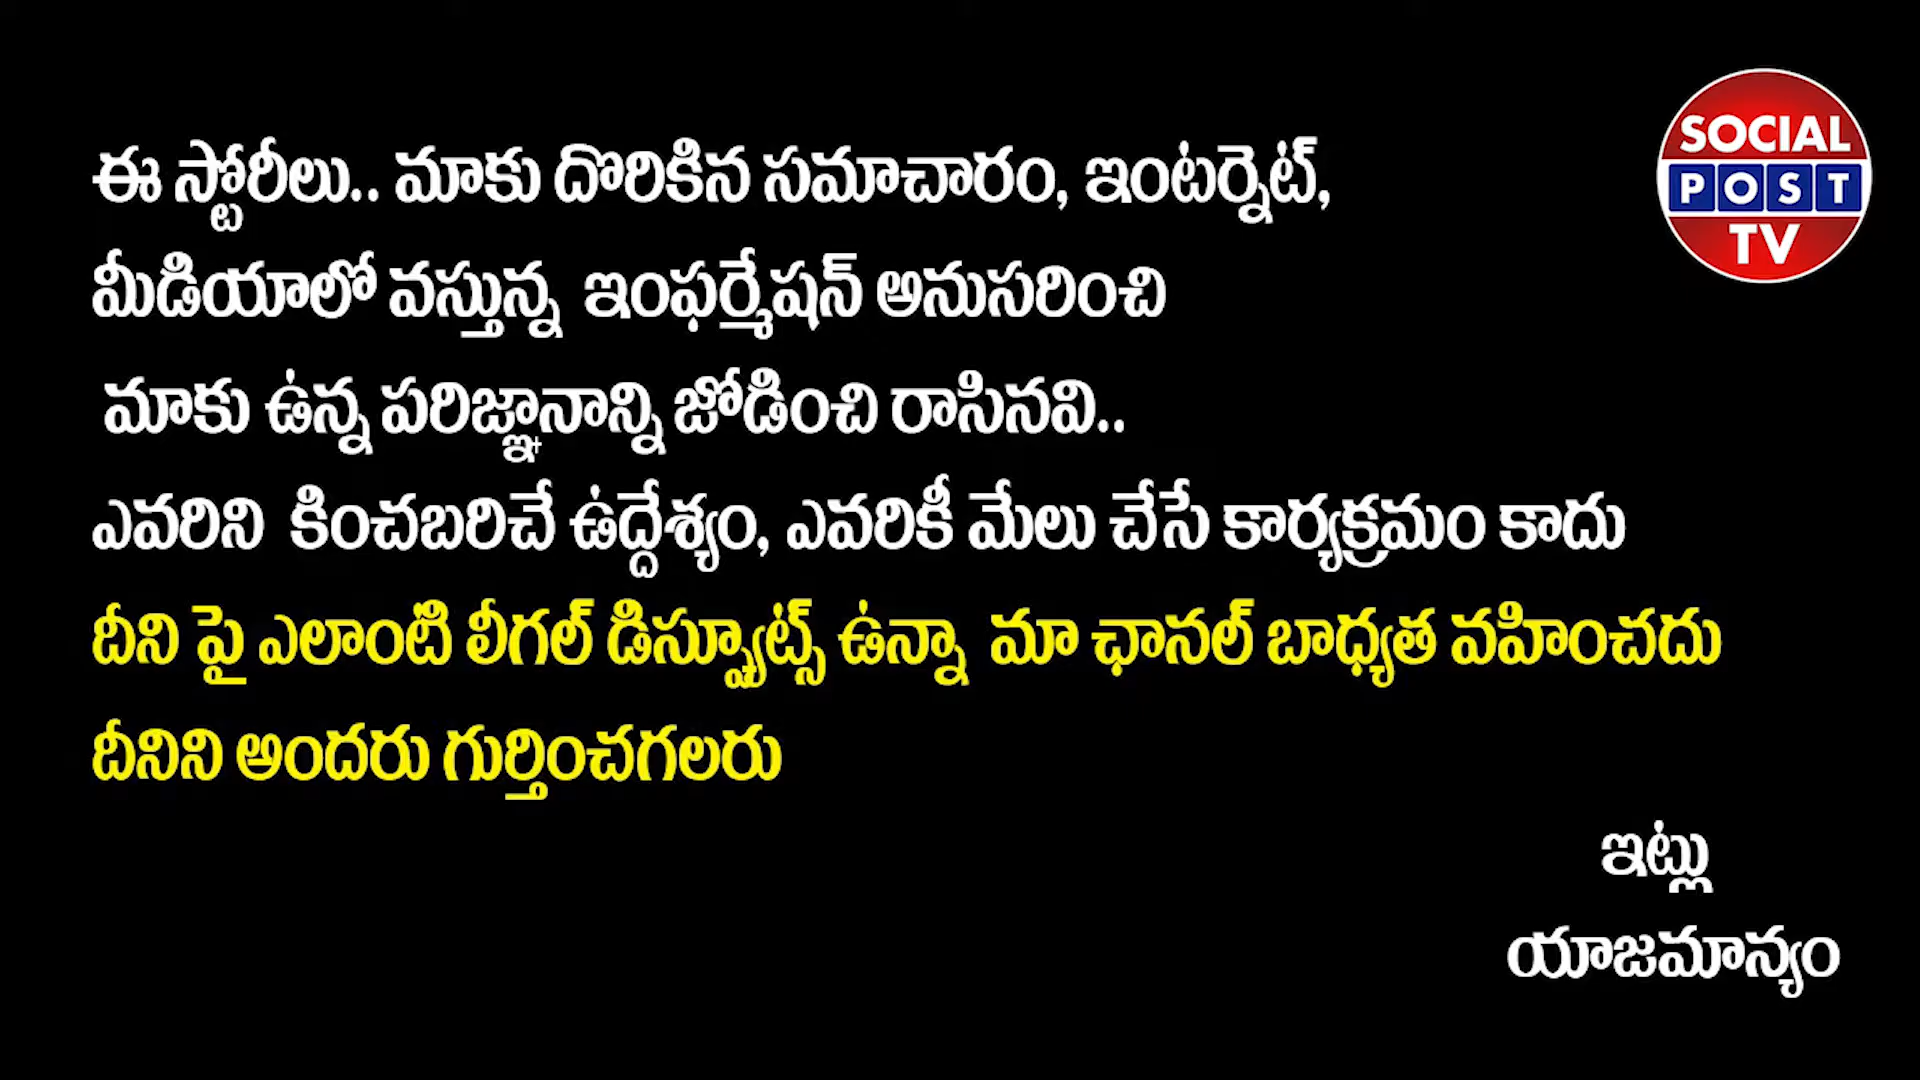 ఈ స్టోరీలు.. మాకు దొరికిన సమాచారం, ఇంటర్నెట్,
మీడియాలో వస్తున్న ఇంఫర్మేషన్ అనుసరించి
మాకు ఉన్న పరిజ్ఞానాన్ని జోడించి రాసినవి..
ఎవరిని కించబరిచే ఉద్దేశ్యం, ఎవరికీ మేలు చేసే కార్యక్రమం కాదు
దీని పై ఎలాంటి లీగల్ డిస్ప్యూట్స్ ఉన్నా మా ఛానల్ బాధ్యత వహించదు
దీనిని అందరు గుర్తించగలరు
ఇట్లు
యాజమాన్యం
SOCIAL
POST
TV